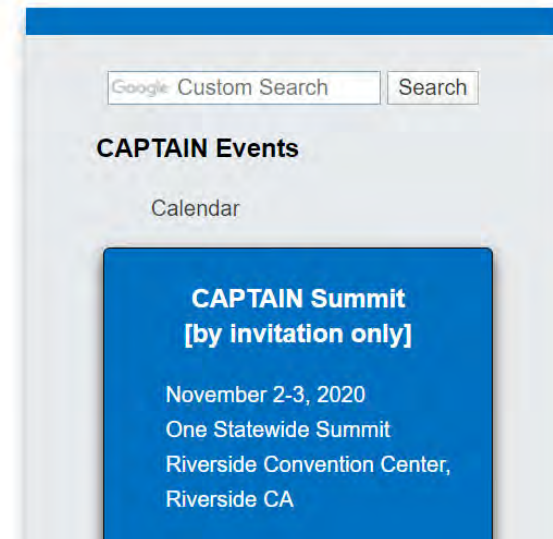 Google Custom Search Search
CAPTAIN Events
Calendar
CAPTAIN Summit
[by invitation only]
November 2-3, 2020
One Statewide Summit
Riverside Convention Center,
Riverside CA